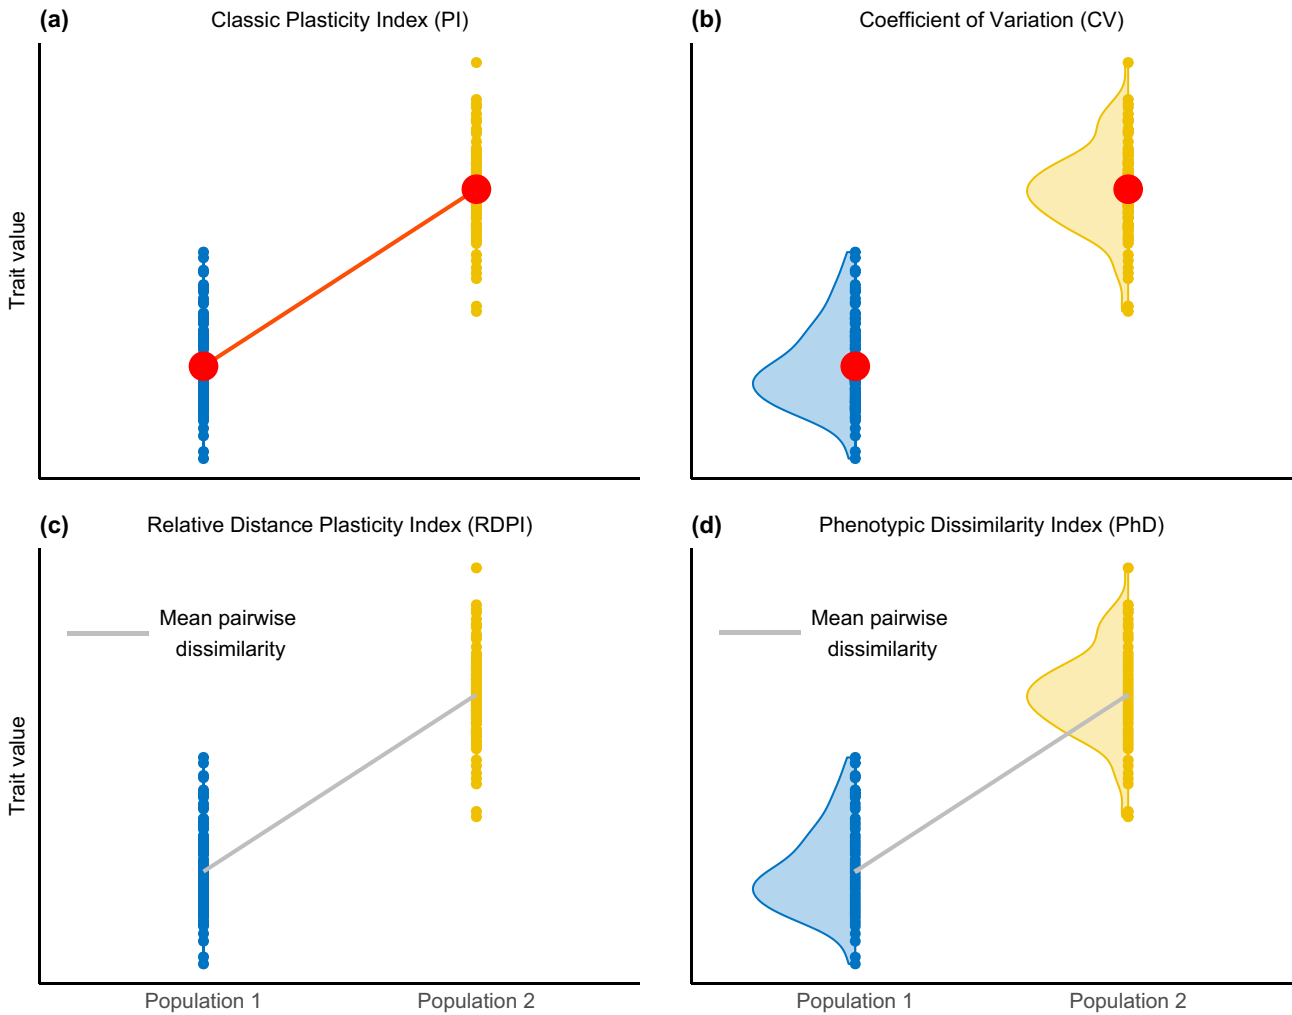 (a)
Classic Plasticity Index (PI)
(b)
Coefficient of Variation (CV)
Trait value
(c)
Relative Distance Plasticity Index (RDPI)
(d)
Phenotypic Dissimilarity Index (PhD)
Mean pairwise
dissimilarity
Mean pairwise
dissimilarity
Trait value
Population 1
Population 2
Population 1
Population 2